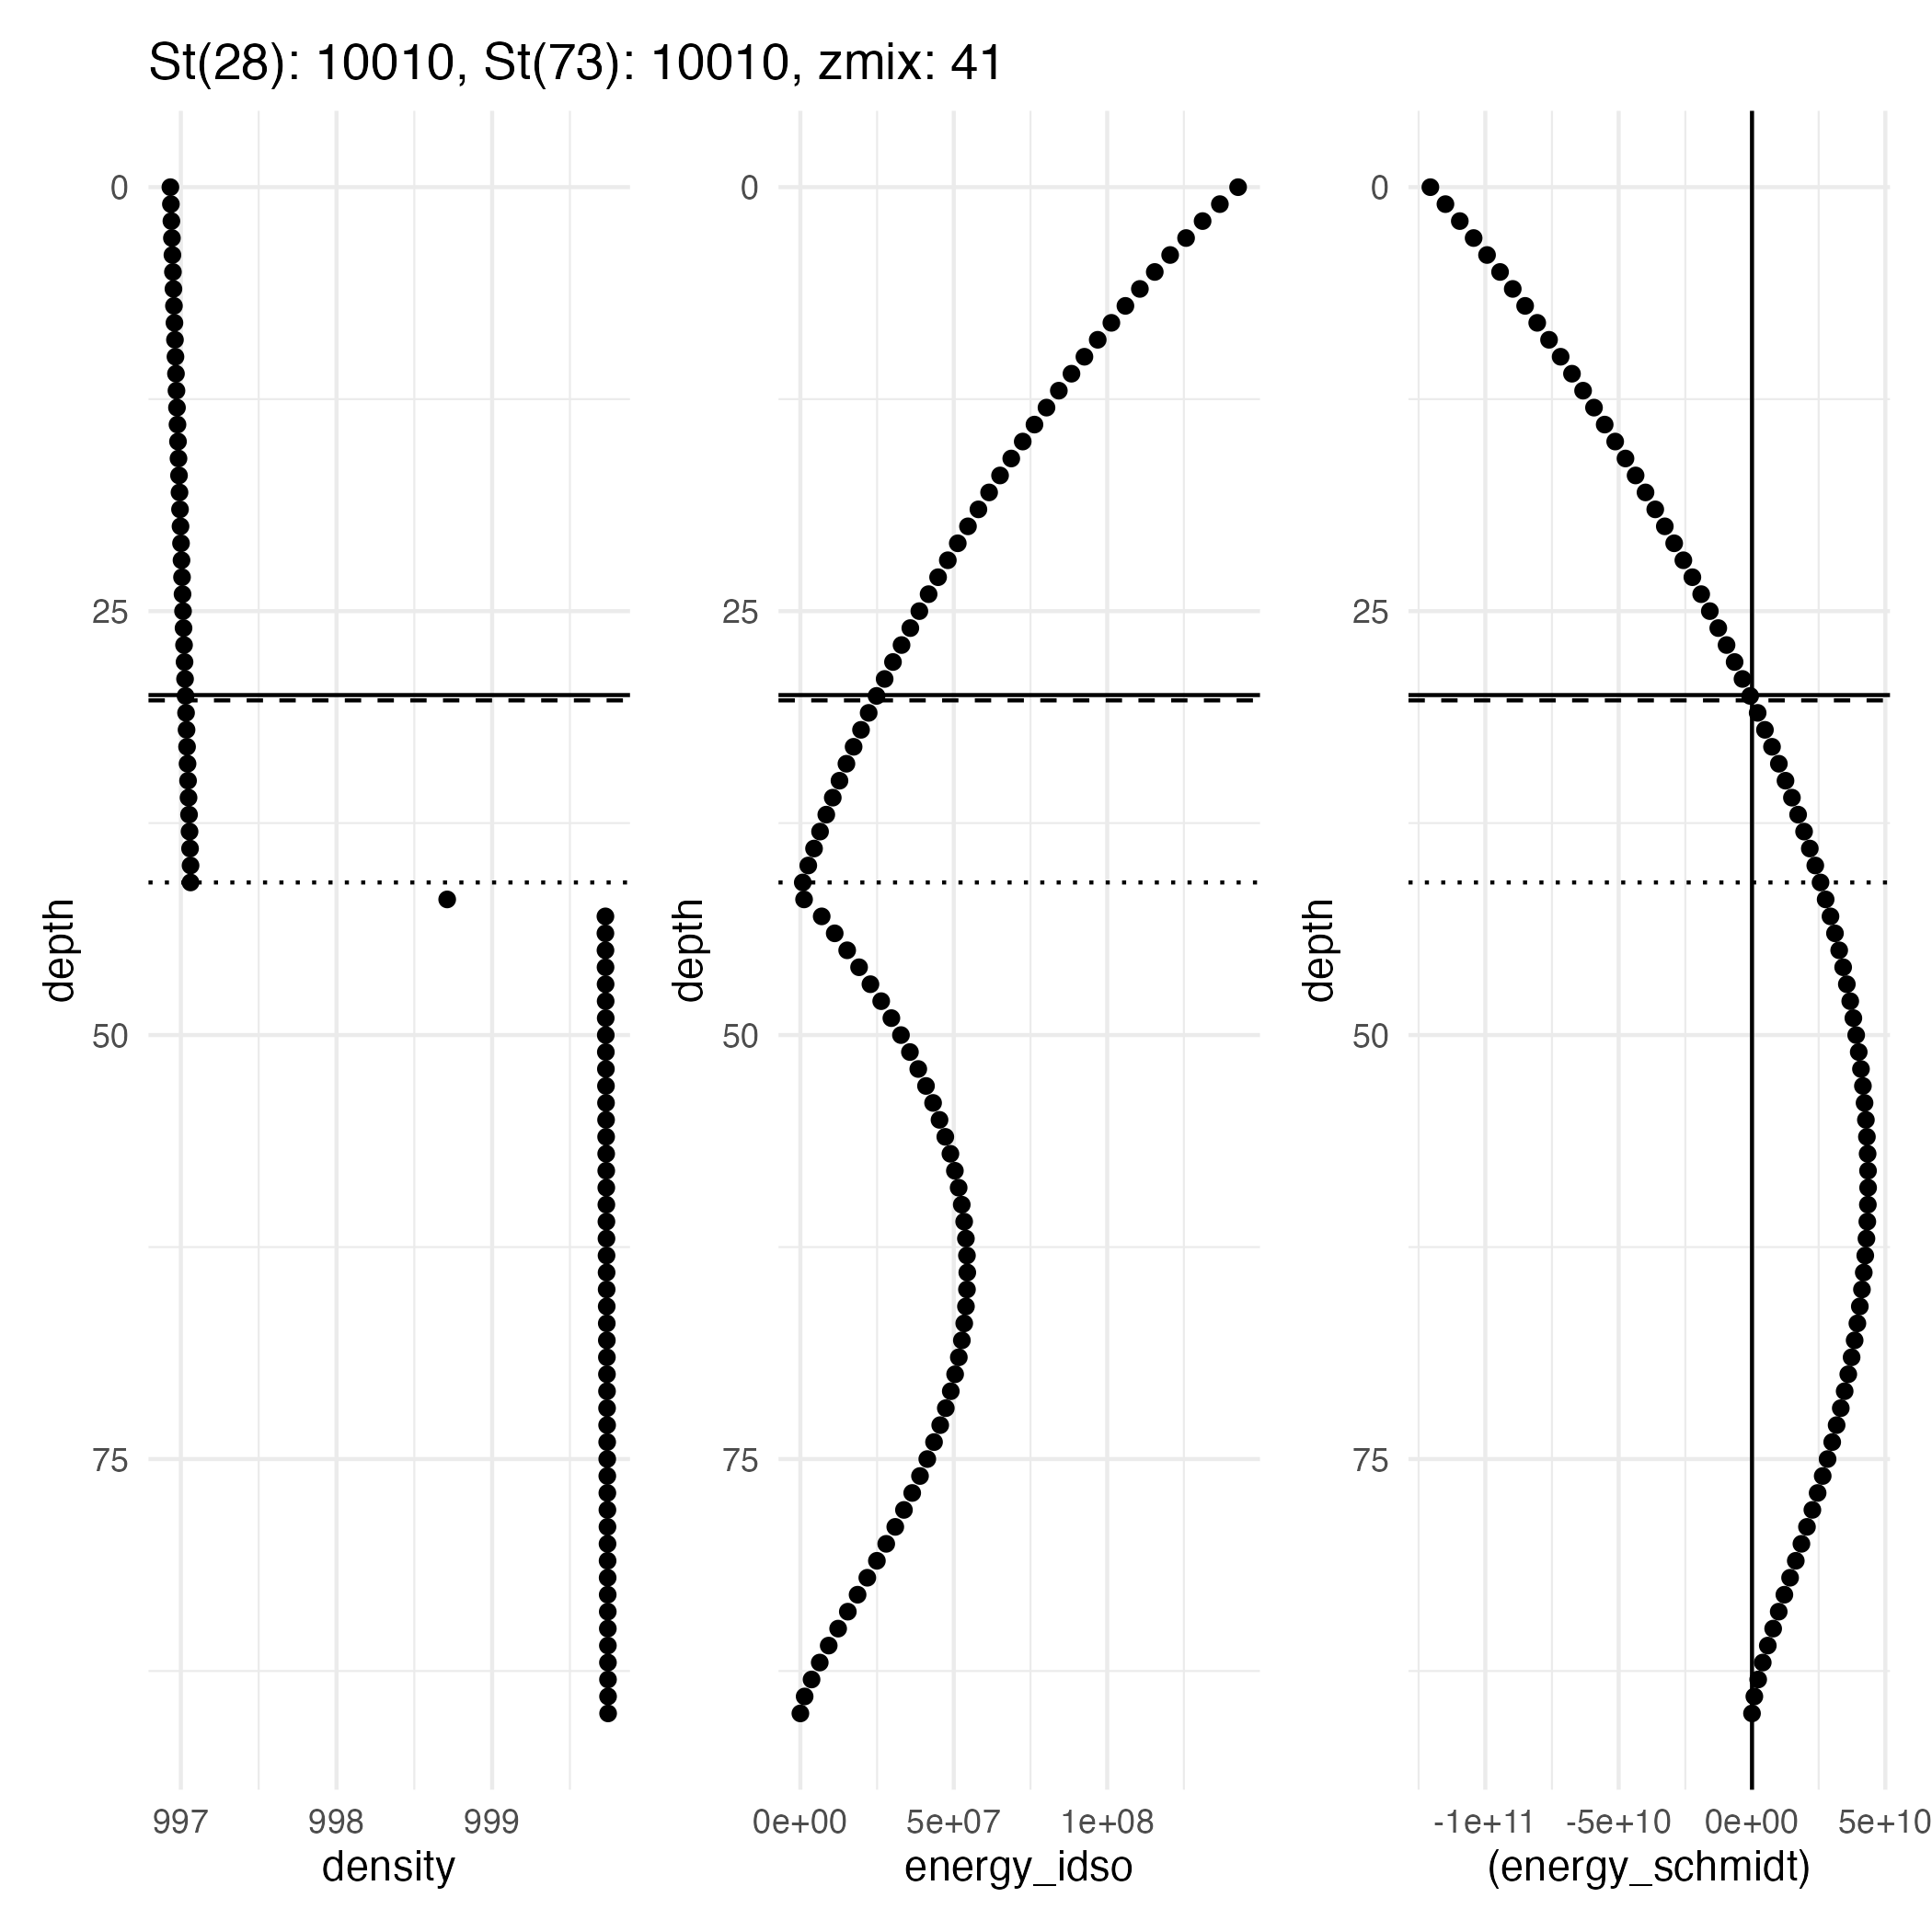 St(28): 10010, St(73): 10010, zmix: 41
depth
0
25
50
75
997 998 999
density
depth
0
25
50
75
0e+00 5e+07 1e+08
energy_idso
depth
0
25
50
75
-1e+11 -5e+10 0e+00 5e+10
(energy_schmidt)